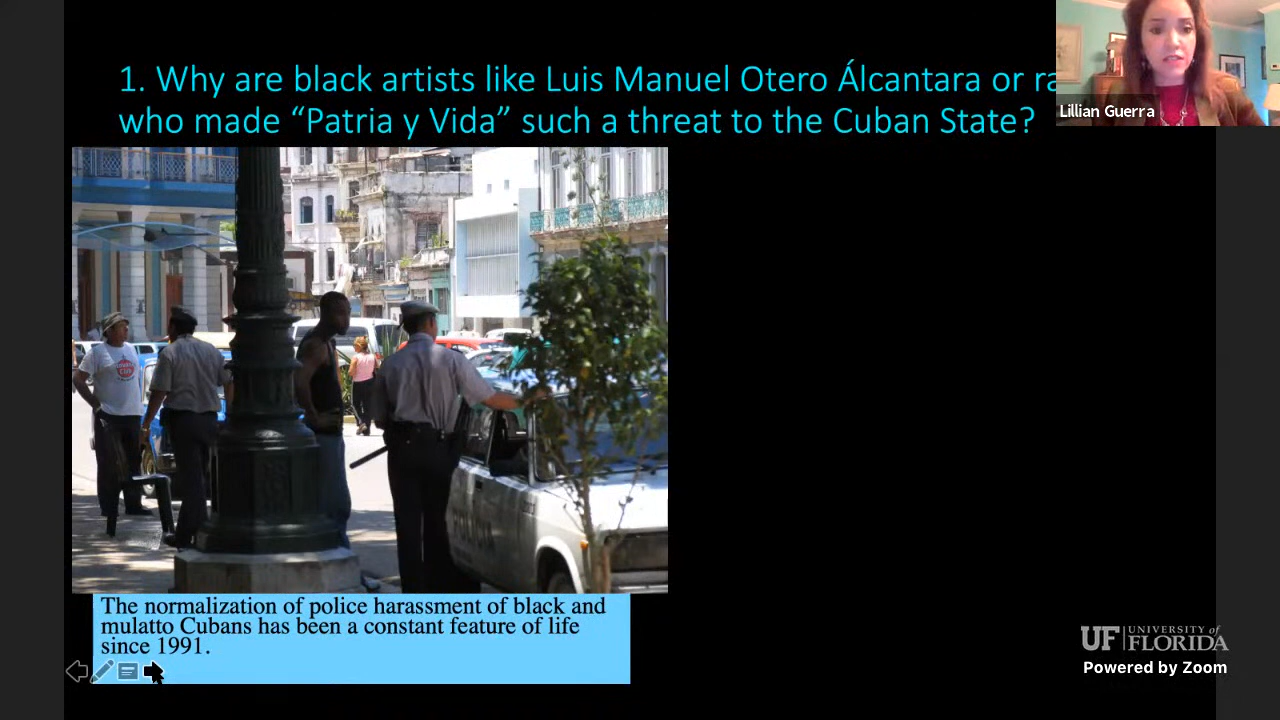 1. Why are black artists like Luis Manuel Otero Álcantara or ra
who made “Patria y Vida” such a threat to the Cuban State?
Lillian Guerra
The normalization of police harassment of black and
mulatto Cubans has been a constant feature of life
since 1991.
UF UNIVERSITY of
FLORIDA
Powered by Zoom